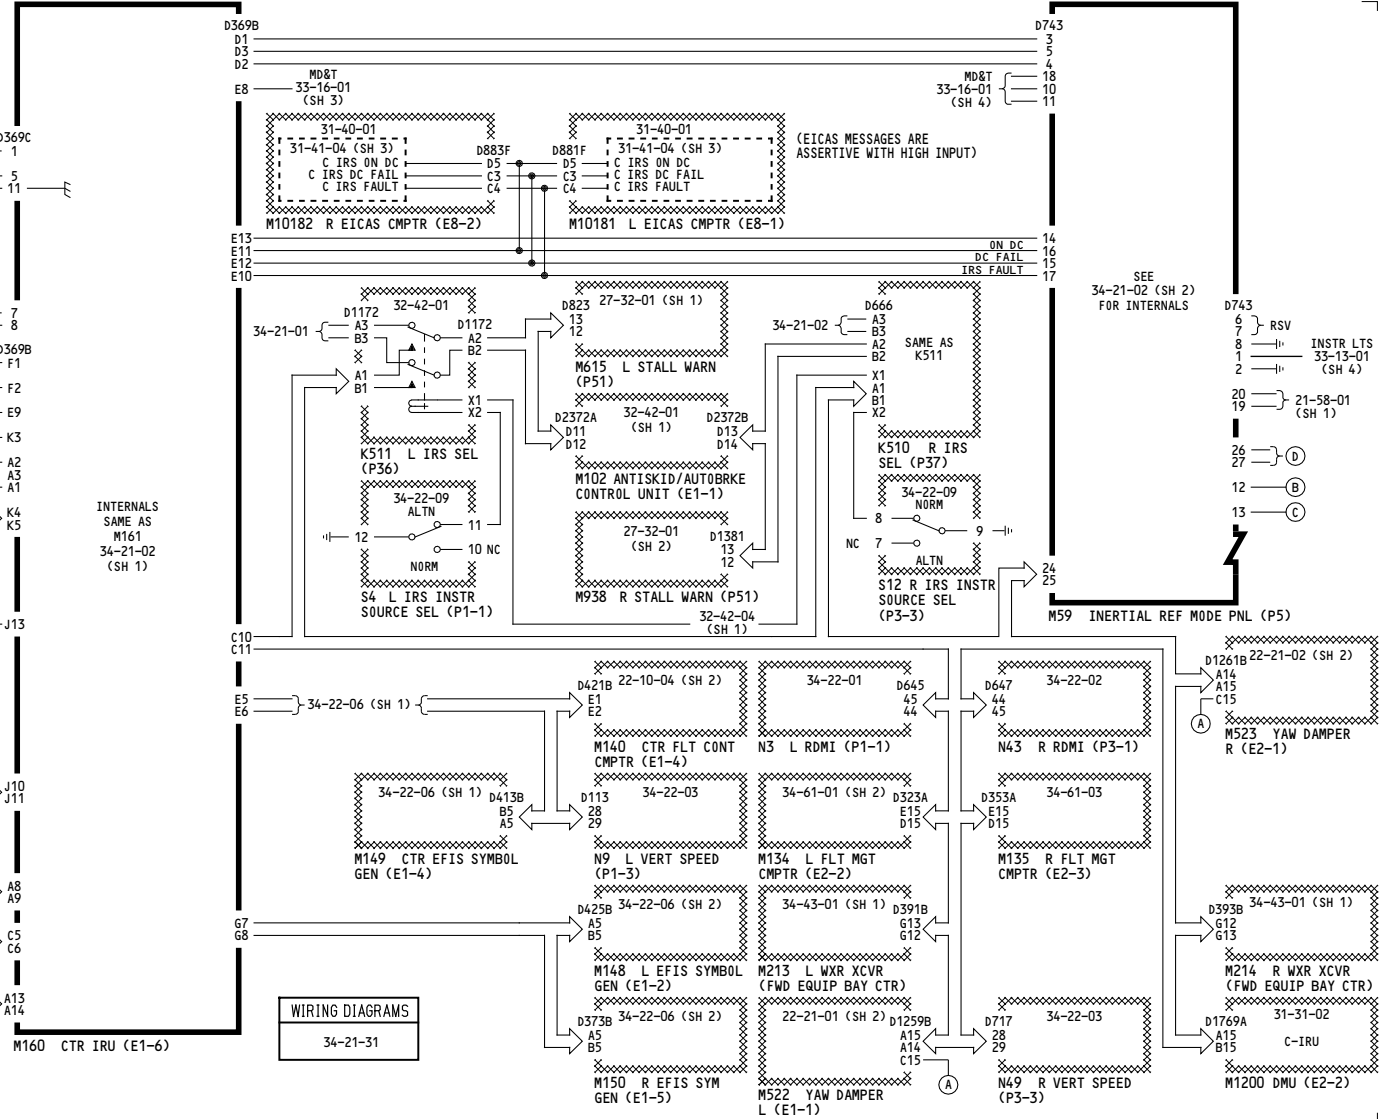 D369B
D1
D3
D2
E8
MD&T
33-16-01
(SH 3)
D743
3
5
4
18
10
11
MD&T
33-16-01
(SH 4)
D369C
1
5
11
31-40-01
31-41-04 (SH 3)
C IRS ON DC
C IRS DC FAIL
C IRS FAULT
D883F
D5
C3
C4
M10182 R EICAS CMPTR (E8-2)
D881F
D5
C3
C4
31-40-01
31-41-04 (SH 3)
C IRS ON DC
C IRS DC FAIL
C IRS FAULT
M10181 L EICAS CMPTR (E8-1)
(EICAS MESSAGES ARE
ASSERTIVE WITH HIGH INPUT)
E13
E11
E12
E10
ON DC
DC FAIL
IRS FAULT
14
16
15
17
SEE
34-21-02 (SH 2)
FOR INTERNALS
7
8
D369B
F1
F2
E9
K3
A2
A3
A1
K4
K5
J13
J10
J11
A8
A9
C5
C6
A13
A14
INTERNALS
SAME AS
M161
34-21-02
(SH 1)
M160 CTR IRU (E1-6)
34-21-01
D1172
A3
B3
A1
B1
32-42-01
D1172
A2
B2
X1
X2
K511 L IRS SEL
(P36)
34-22-09
ALTN
12
11
10 NC
NORM
S4 L IRS INSTR
SOURCE SEL (P1-1)
D823
13
12
27-32-01 (SH 1)
M615 L STALL WARN
(P51)
D2372A
D11
D12
32-42-01
(SH 1)
D2372B
D13
D14
M102 ANTISKID/AUTOBRKE
CONTROL UNIT (E1-1)
27-32-01
(SH 2)
D1381
13
12
M938 R STALL WARN (P51)
32-42-04
(SH 1)
34-21-02
D666
A3
B3
A2
B2
X1
A1
B1
X2
SAME AS
K511
K510 R IRS
SEL (P37)
34-22-09
NORM
8
9
NC 7
ALTN
S12 R IRS INSTR
SOURCE SEL
(P3-3)
24
25
M59 INERTIAL REF MODE PNL (P5)
D743
6
7
RSV
8
1
2
INSTR LTS
33-13-01
(SH 4)
20
19
21-58-01
(SH 1)
26
27
D
12
B
13
C
C10
C11
E5
E6
34-22-06 (SH 1)
D421B
E1
E2
22-10-04 (SH 2)
M140 CTR FLT CONT
CMPTR (E1-4)
34-22-01
D645
45
44
N3 L RDMI (P1-1)
D647
44
45
34-22-02
N43 R RDMI (P3-1)
D1261B
A14
A15
C15
A
22-21-02 (SH 2)
M523 YAW DAMPER
R (E2-1)
34-22-06 (SH 1)
D413B
B5
A5
M149 CTR EFIS SYMBOL
GEN (E1-4)
D113
28
29
34-22-03
N9 L VERT SPEED
(P1-3)
34-61-01 (SH 2)
D323A
E15
D15
M134 L FLT MGT
CMPTR (E2-2)
D353A
E15
D15
34-61-03
M135 R FLT MGT
CMPTR (E2-3)
G7
G8
D425B
A5
B5
34-22-06 (SH 2)
M148 L EFIS SYMBOL
GEN (E1-2)
34-43-01 (SH 1)
D391B
G13
G12
M213 L WXR XCVR
(FWD EQUIP BAY CTR)
D393B
G12
G13
34-43-01 (SH 1)
M214 R WXR XCVR
(FWD EQUIP BAY CTR)
WIRING DIAGRAMS
34-21-31
D373B
A5
B5
34-22-06 (SH 2)
M150 R EFIS SYM
GEN (E1-5)
22-21-01 (SH 2)
D1259B
A15
A14
C15
A
M522 YAW DAMPER
L (E1-1)
D717
28
29
34-22-03
N49 R VERT SPEED
(P3-3)
D1769A
A15
B15
31-31-02
C-IRU
M1200 DMU (E2-2)